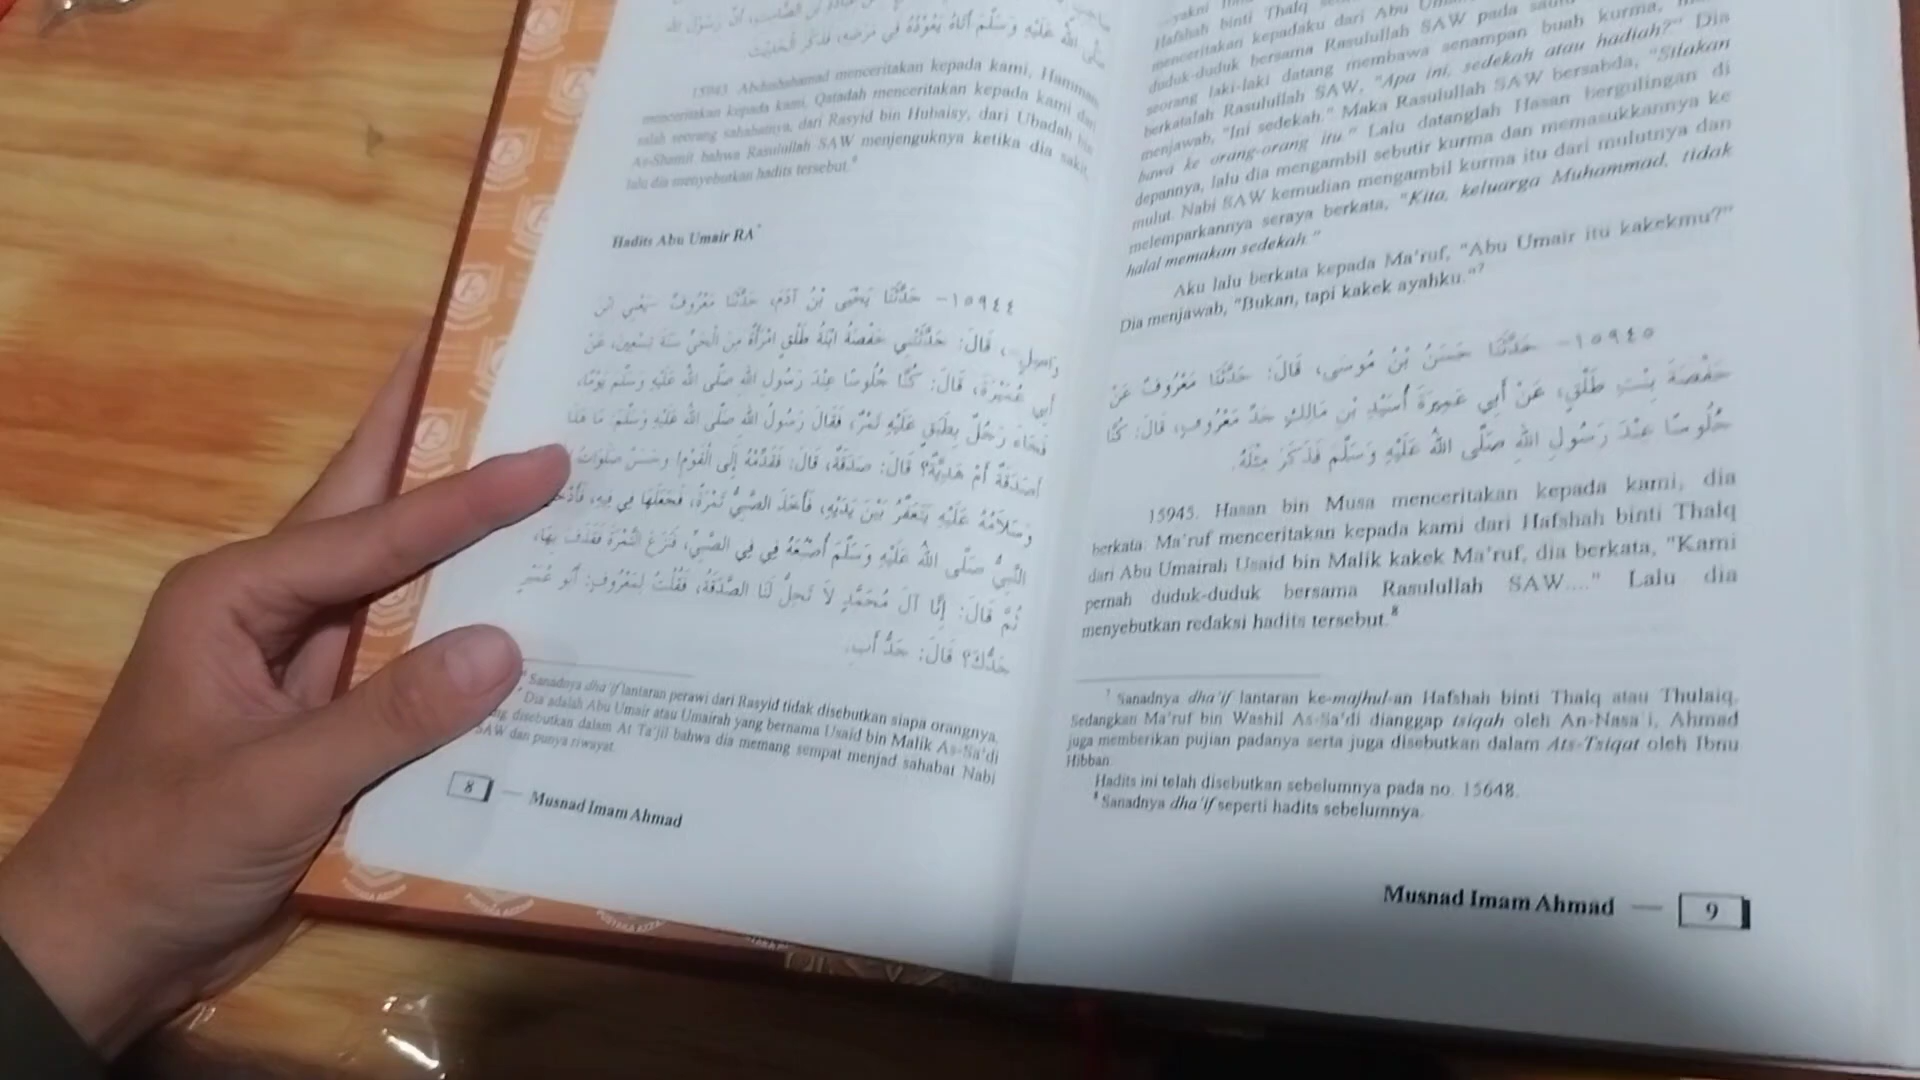 صَلَّى اللهُ عَلَيْهِ وَسَلَّمَ أَتَاهُ يَعُوْدُهُ فِي مَرَضِهِ، فَذَكَرَ الْحَدِيْثَ.
15943. Abdushshamad menceritakan kepada kami, Hammam
menceritakan kepada kami, Qatadah menceritakan kepada kami dari
salah seorang sahabatnya, dari Rasyid bin Hubaisy, dari Ubadah bin
As-Shamit bahwa Rasulullah SAW menjenguknya ketika dia sakit,
lalu dia menyebutkan hadits tersebut.⁶
Hadits Abu Umair RA*
١٥٩٤٤- حَدَّثَنَا يَحْيَى بْنُ آدَمَ، حَدَّثَنَا مَعْرُوفٌ يَعْنِي ابْنَ
وَاصِلٍ، قَالَ: حَدَّثَتْنِي حَفْصَةُ ابْنَةُ طَلْقٍ امْرَأَةٌ مِنَ الْحَيِّ سَنَةَ تِسْعِينَ، عَنْ
أَبِي عُمَيْرَةَ، قَالَ: كُنَّا جُلُوسًا عِنْدَ رَسُولِ اللهِ صَلَّى اللهُ عَلَيْهِ وَسَلَّمَ يَوْمًا،
فَجَاءَ رَجُلٌ بِطَبَقٍ عَلَيْهِ تَمْرٌ، فَقَالَ رَسُولُ اللهِ صَلَّى اللهُ عَلَيْهِ وَسَلَّمَ: مَا هَذَا
أَصَدَقَةٌ أَمْ هَدِيَّةٌ؟ قَالَ: صَدَقَةٌ، قَالَ: فَقَدِّمْهُ إِلَى الْقَوْمِ! وَحَسَنٌ صَلَوَاتُ
وَسَلاَمُهُ عَلَيْهِ يَتَعَفَّرُ بَيْنَ يَدَيْهِ، فَأَخَذَ الصَّبِيُّ تَمْرَةً، فَجَعَلَهَا فِي فِيهِ، فَأَدْخَلَ
النَّبِيُّ صَلَّى اللهُ عَلَيْهِ وَسَلَّمَ أُصْبُعَهُ فِي فِي الصَّبِيِّ، فَنَزَعَ التَّمْرَةَ فَقَذَفَ بِهَا،
ثُمَّ قَالَ: إِنَّا آلَ مُحَمَّدٍ لاَ تَحِلُّ لَنَا الصَّدَقَةُ، فَقُلْتُ لِمَعْرُوفٍ: أَبُو عُمَيْرٍ
جَدُّكَ؟ قَالَ: جَدُّ أَبِي.
⁶ Sanadnya dha'if lantaran perawi dari Rasyid tidak disebutkan siapa orangnya.
* Dia adalah Abu Umair atau Umairah yang bernama Usaid bin Malik As-Sa'di
disebutkan dalam At Ta'jil bahwa dia memang sempat menjad sahabat Nabi
SAW dan punya riwayat.
8 — Musnad Imam Ahmad
Hafshah binti Thalq
menceritakan kepadaku dari Abu
duduk-duduk bersama Rasulullah SAW pada
seorang laki-laki datang membawa senampan buah kurma,
berkatalah Rasulullah SAW, "Apa ini, sedekah atau hadiah?" Dia
menjawab, "Ini sedekah." Maka Rasulullah SAW bersabda, "Silakan
bawa ke orang-orang itu." Lalu datanglah Hasan bergulingan di
depannya, lalu dia mengambil sebutir kurma dan memasukkannya ke
mulut. Nabi SAW kemudian mengambil kurma itu dari mulutnya dan
melemparkannya seraya berkata, "Kita, keluarga Muhammad, tidak
halal memakan sedekah."
Aku lalu berkata kepada Ma'ruf, "Abu Umair itu kakekmu?"
Dia menjawab, "Bukan, tapi kakek ayahku."⁷
١٥٩٤٥- حَدَّثَنَا حَسَنُ بْنُ مُوسَى، قَالَ: حَدَّثَنَا مَعْرُوفٌ عَنْ
حَفْصَةَ بِنْتِ طَلْقٍ، عَنْ أَبِي عَمِيرَةَ أُسَيْدِ بْنِ مَالِكٍ جَدِّ مَعْرُوفٍ، قَالَ: كُنَّا
جُلُوسًا عِنْدَ رَسُولِ اللهِ صَلَّى اللهُ عَلَيْهِ وَسَلَّمَ فَذَكَرَ مِثْلَهُ.
15945. Hasan bin Musa menceritakan kepada kami, dia
berkata: Ma'ruf menceritakan kepada kami dari Hafshah binti Thalq
dari Abu Umairah Usaid bin Malik kakek Ma'ruf, dia berkata, "Kami
pernah duduk-duduk bersama Rasulullah SAW...." Lalu dia
menyebutkan redaksi hadits tersebut.⁸
⁷ Sanadnya dha'if lantaran ke-majhul-an Hafshah binti Thalq atau Thulaiq.
Sedangkan Ma'ruf bin Washil As-Sa'di dianggap tsiqah oleh An-Nasa'i, Ahmad
juga memberikan pujian padanya serta juga disebutkan dalam Ats-Tsiqat oleh Ibnu
Hibban.
Hadits ini telah disebutkan sebelumnya pada no. 15648.
⁸ Sanadnya dha'if seperti hadits sebelumnya.
Musnad Imam Ahmad — 9